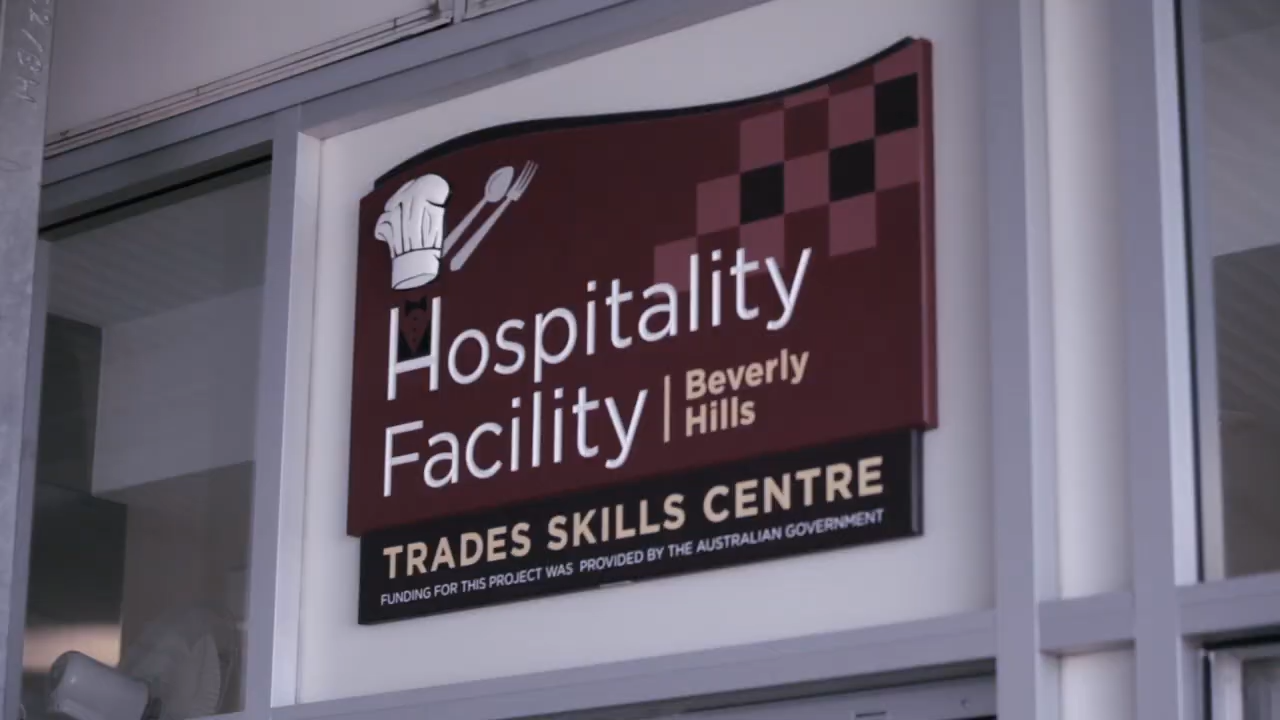 Hospitality
Facility
Beverly
Hills
TRADES SKILLS CENTRE
FUNDING FOR THIS PROJECT WAS PROVIDED BY THE AUSTRALIAN GOVERNMENT